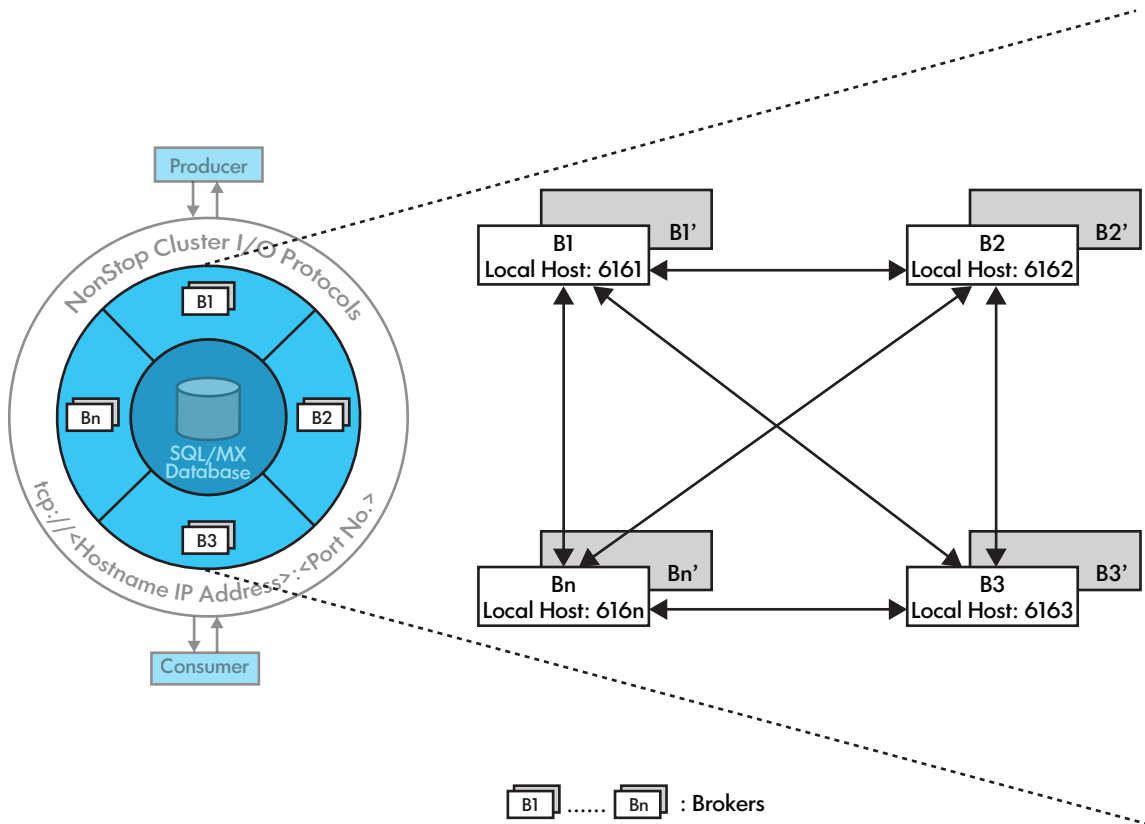 Producer
NonStop Cluster I/O Protocols
B1
Bn
B2
SQL/MX
Database
B3
tcp://<Hostname IP Address>:<Port No.>
Consumer
B1'
B1
Local Host: 6161
B2'
B2
Local Host: 6162
Bn'
Bn
Local Host: 616n
B3'
B3
Local Host: 6163
B1 ...... Bn : Brokers